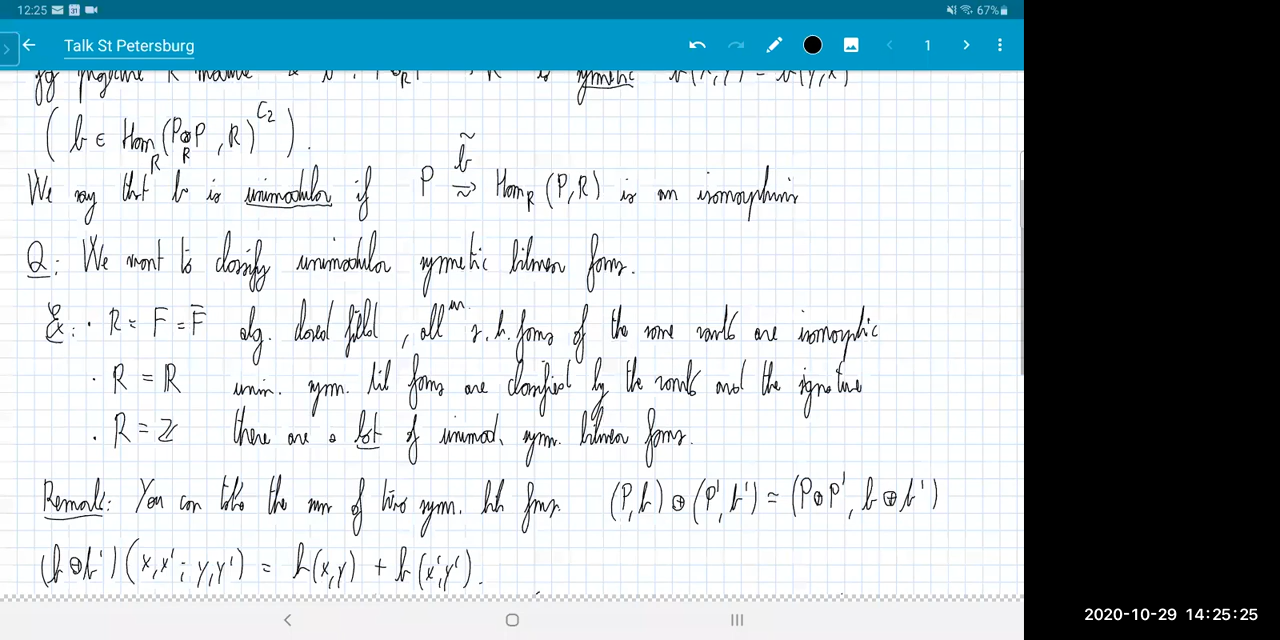 12:25
67%
Talk St Petersburg
1
R is symmetric b(x,y) = b(y,x)
( b ∈ Hom_R (P⊗_R P, R)^{C_2} ).
We say that b is unimodular if P →^{b̃}_{~} Hom_R (P,R) is an isomorphism
Q: We want to classify unimodular symmetric bilinear forms.
Ex: · R = F = F̄ alg. closed field, all un. s.b. forms of the same rank are isomorphic
· R = ℝ unim. sym. bil forms are classified by the rank and the signature
· R = ℤ there are a lot of unimod. sym. bilinear forms.
Remark: You can take the sum of two sym. bil. forms (P,b) ⊕ (P',b') ≃ (P⊕P', b⊕b')
(b⊕b')(x,x'; y,y') = b(x,y) + b(x',y').
2020-10-29 14:25:25